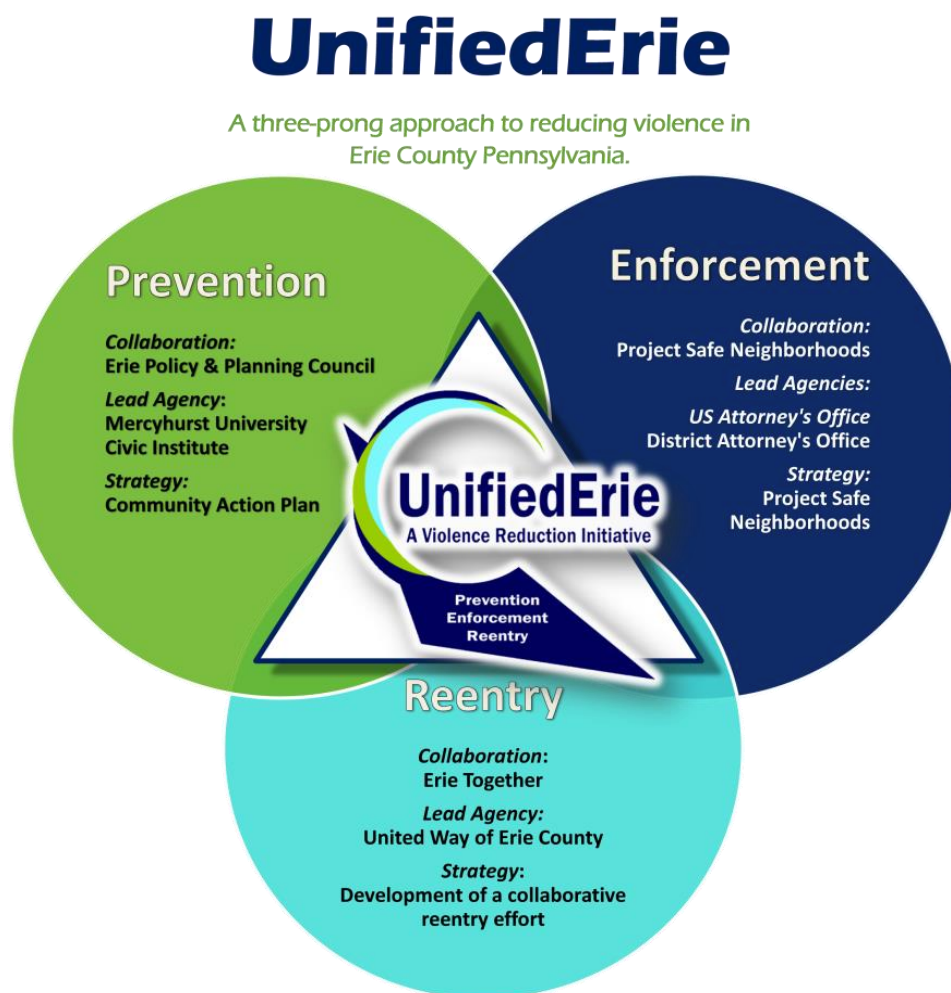 UnifiedErie
A three-prong approach to reducing violence in
Erie County Pennsylvania.
Prevention
Collaboration:
Erie Policy & Planning Council
Lead Agency:
Mercyhurst University
Civic Institute
Strategy:
Community Action Plan
Enforcement
Collaboration:
Project Safe Neighborhoods
Lead Agencies:
US Attorney's Office
District Attorney's Office
Strategy:
Project Safe
Neighborhoods
UnifiedErie
A Violence Reduction Initiative
Prevention
Enforcement
Reentry
Reentry
Collaboration:
Erie Together
Lead Agency:
United Way of Erie County
Strategy:
Development of a collaborative
reentry effort